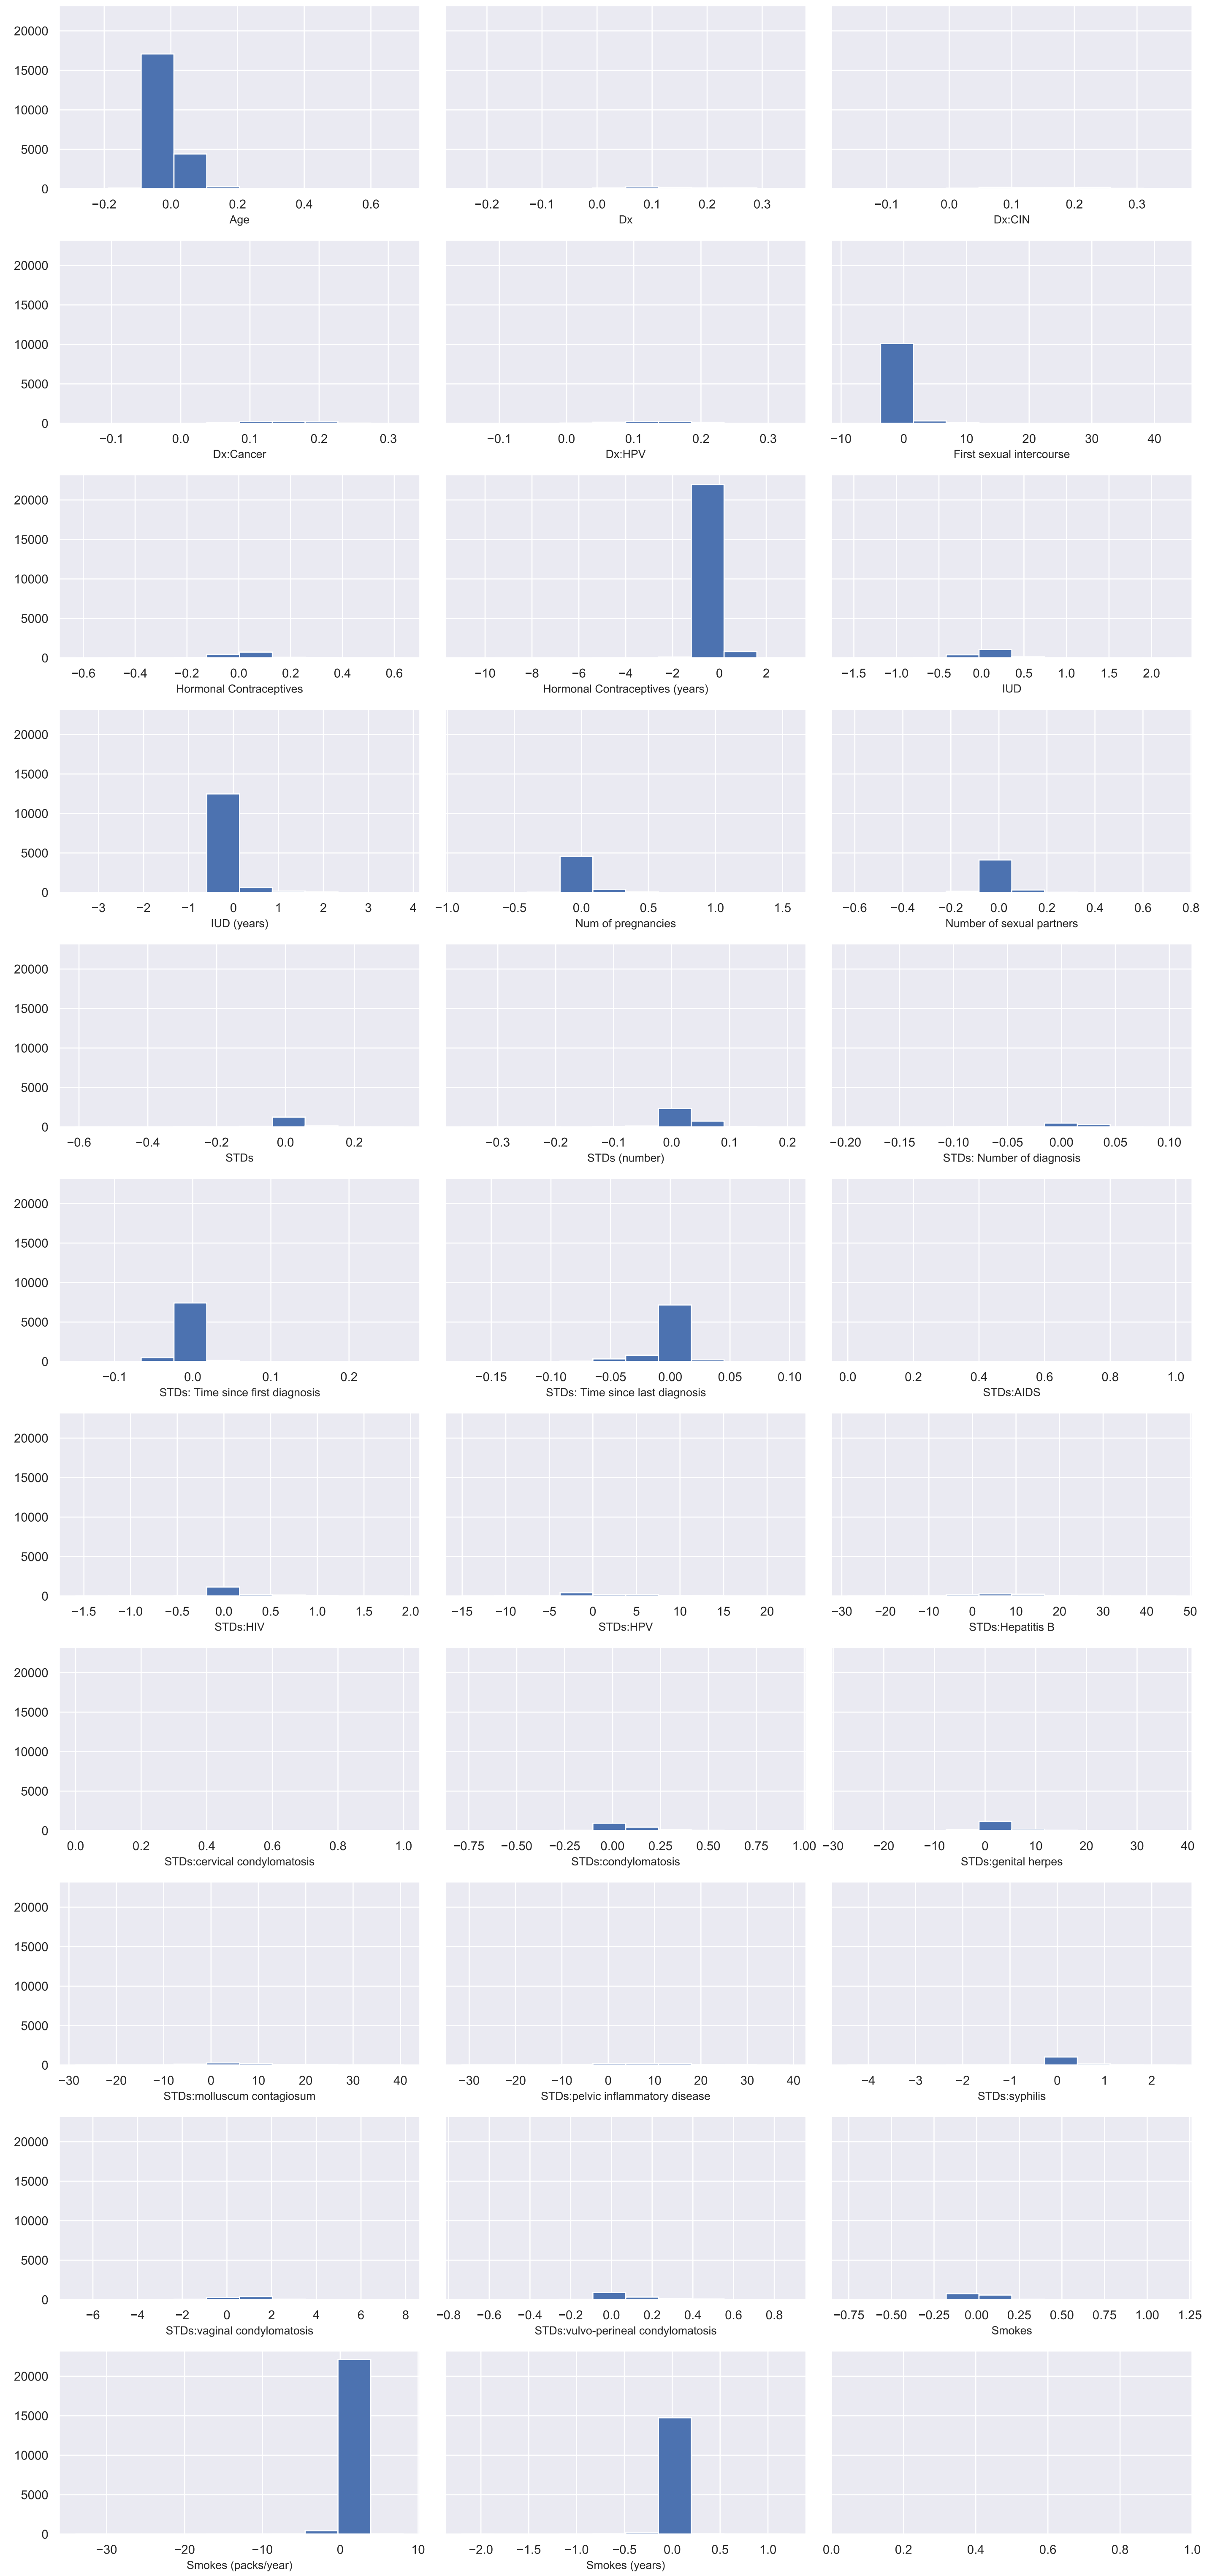 20000
15000
10000
5000
0
−0.2 0.0 0.2 0.4 0.6 −0.2 −0.1 0.0 0.1 0.2 0.3 −0.1 0.0 0.1 0.2 0.3
Age Dx Dx:CIN
20000
15000
10000
5000
0
−0.1 0.0 0.1 0.2 0.3 −0.1 0.0 0.1 0.2 0.3 −10 0 10 20 30 40
Dx:Cancer Dx:HPV First sexual intercourse
20000
15000
10000
5000
0
−0.6 −0.4 −0.2 0.0 0.2 0.4 0.6 −10 −8 −6 −4 −2 0 2 −1.5 −1.0 −0.5 0.0 0.5 1.0 1.5 2.0
Hormonal Contraceptives Hormonal Contraceptives (years) IUD
20000
15000
10000
5000
0
−3 −2 −1 0 1 2 3 4 −1.0 −0.5 0.0 0.5 1.0 1.5 −0.6 −0.4 −0.2 0.0 0.2 0.4 0.6 0.8
IUD (years) Num of pregnancies Number of sexual partners
20000
15000
10000
5000
0
−0.6 −0.4 −0.2 0.0 0.2 −0.3 −0.2 −0.1 0.0 0.1 0.2 −0.20 −0.15 −0.10 −0.05 0.00 0.05 0.10
STDs STDs (number) STDs: Number of diagnosis
20000
15000
10000
5000
0
−0.1 0.0 0.1 0.2 −0.15 −0.10 −0.05 0.00 0.05 0.10 0.0 0.2 0.4 0.6 0.8 1.0
STDs: Time since first diagnosis STDs: Time since last diagnosis STDs:AIDS
20000
15000
10000
5000
0
−1.5 −1.0 −0.5 0.0 0.5 1.0 1.5 2.0 −15 −10 −5 0 5 10 15 20 −30 −20 −10 0 10 20 30 40 50
STDs:HIV STDs:HPV STDs:Hepatitis B
20000
15000
10000
5000
0
0.0 0.2 0.4 0.6 0.8 1.0 −0.75 −0.50 −0.25 0.00 0.25 0.50 0.75 1.00 −30 −20 −10 0 10 20 30 40
STDs:cervical condylomatosis STDs:condylomatosis STDs:genital herpes
20000
15000
10000
5000
0
−30 −20 −10 0 10 20 30 40 −30 −20 −10 0 10 20 30 40 −4 −3 −2 −1 0 1 2
STDs:molluscum contagiosum STDs:pelvic inflammatory disease STDs:syphilis
20000
15000
10000
5000
0
−6 −4 −2 0 2 4 6 8 −0.8 −0.6 −0.4 −0.2 0.0 0.2 0.4 0.6 0.8 −0.75 −0.50 −0.25 0.00 0.25 0.50 0.75 1.00 1.25
STDs:vaginal condylomatosis STDs:vulvo-perineal condylomatosis Smokes
20000
15000
10000
5000
0
−30 −20 −10 0 10 −2.0 −1.5 −1.0 −0.5 0.0 0.5 1.0 0.0 0.2 0.4 0.6 0.8 1.0
Smokes (packs/year) Smokes (years)